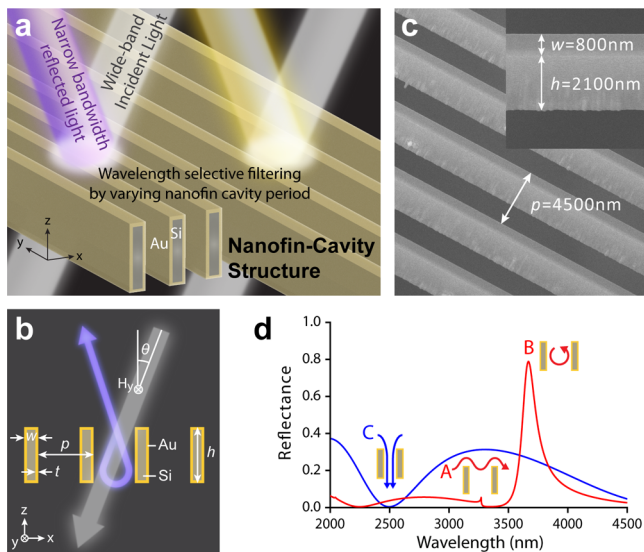 a
Narrow bandwidth
reflected light
Wide-band
Incident Light
Wavelength selective filtering
by varying nanofin cavity period
Si
Au
Nanofin-Cavity
Structure
z
y
x
c
w=800nm
h=2100nm
p=4500nm
b
θ
Hy
w
p
Au
h
t
Si
z
y
x
d
1.0
0.8
0.6
0.4
0.2
0.0
Reflectance
B
C
A
2000 2500 3000 3500 4000 4500
Wavelength (nm)